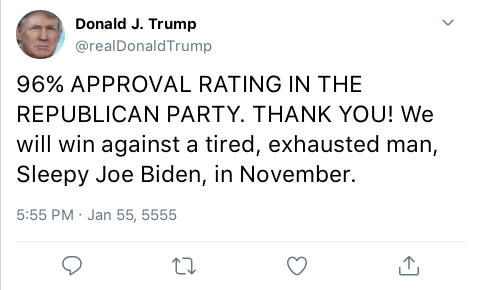 Donald J. Trump
@realDonaldTrump
96% APPROVAL RATING IN THE
REPUBLICAN PARTY. THANK YOU! We
will win against a tired, exhausted man,
Sleepy Joe Biden, in November.
5:55 PM · Jan 55, 5555